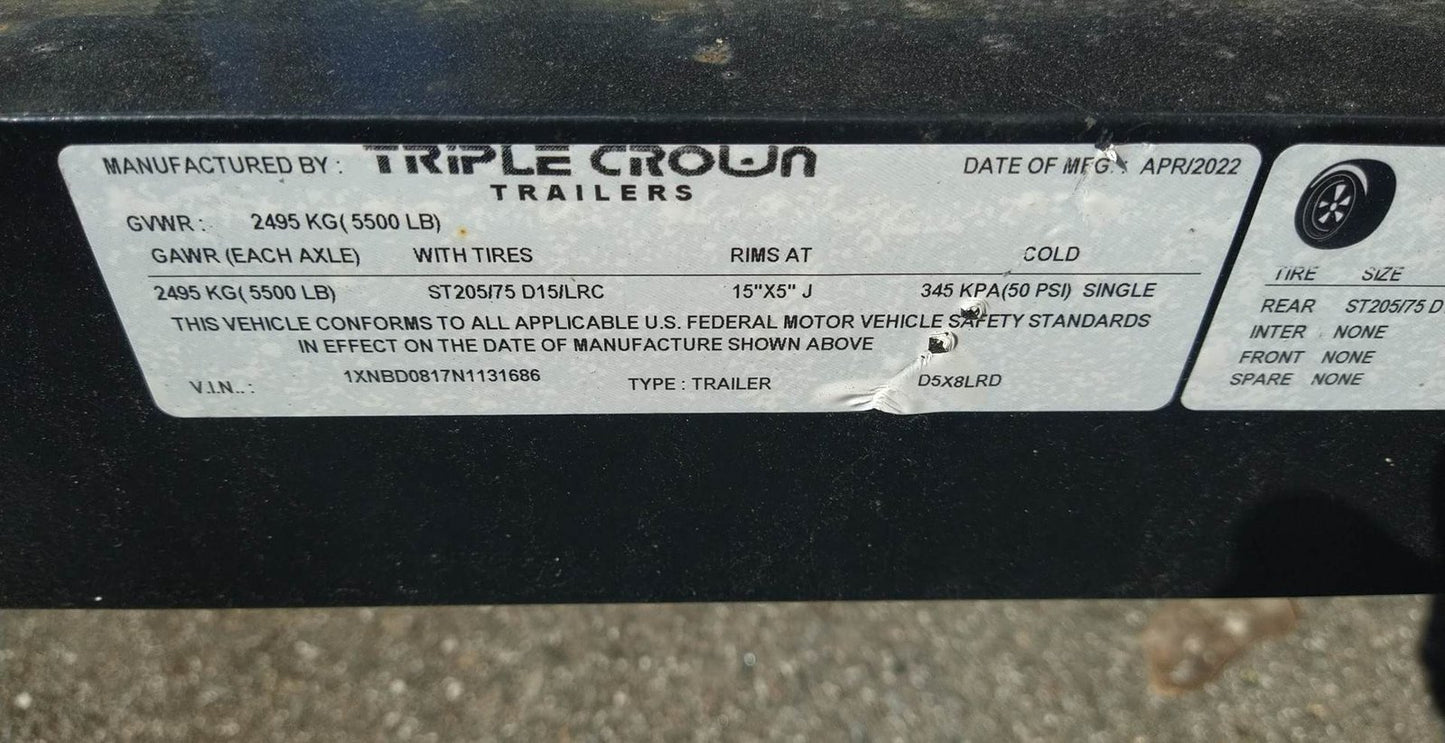 MANUFACTURED BY : TRIPLE CROWN TRAILERS DATE OF MFG. : APR/2022
GVWR : 2495 KG( 5500 LB)
GAWR (EACH AXLE) WITH TIRES RIMS AT COLD
2495 KG( 5500 LB) ST205/75 D15/LRC 15"X5" J 345 KPA(50 PSI) SINGLE
THIS VEHICLE CONFORMS TO ALL APPLICABLE U.S. FEDERAL MOTOR VEHICLE SAFETY STANDARDS
IN EFFECT ON THE DATE OF MANUFACTURE SHOWN ABOVE
V.I.N.. : 1XNBD0817N1131686 TYPE : TRAILER D5X8LRD
TIRE SIZE
REAR ST205/75 D
INTER NONE
FRONT NONE
SPARE NONE